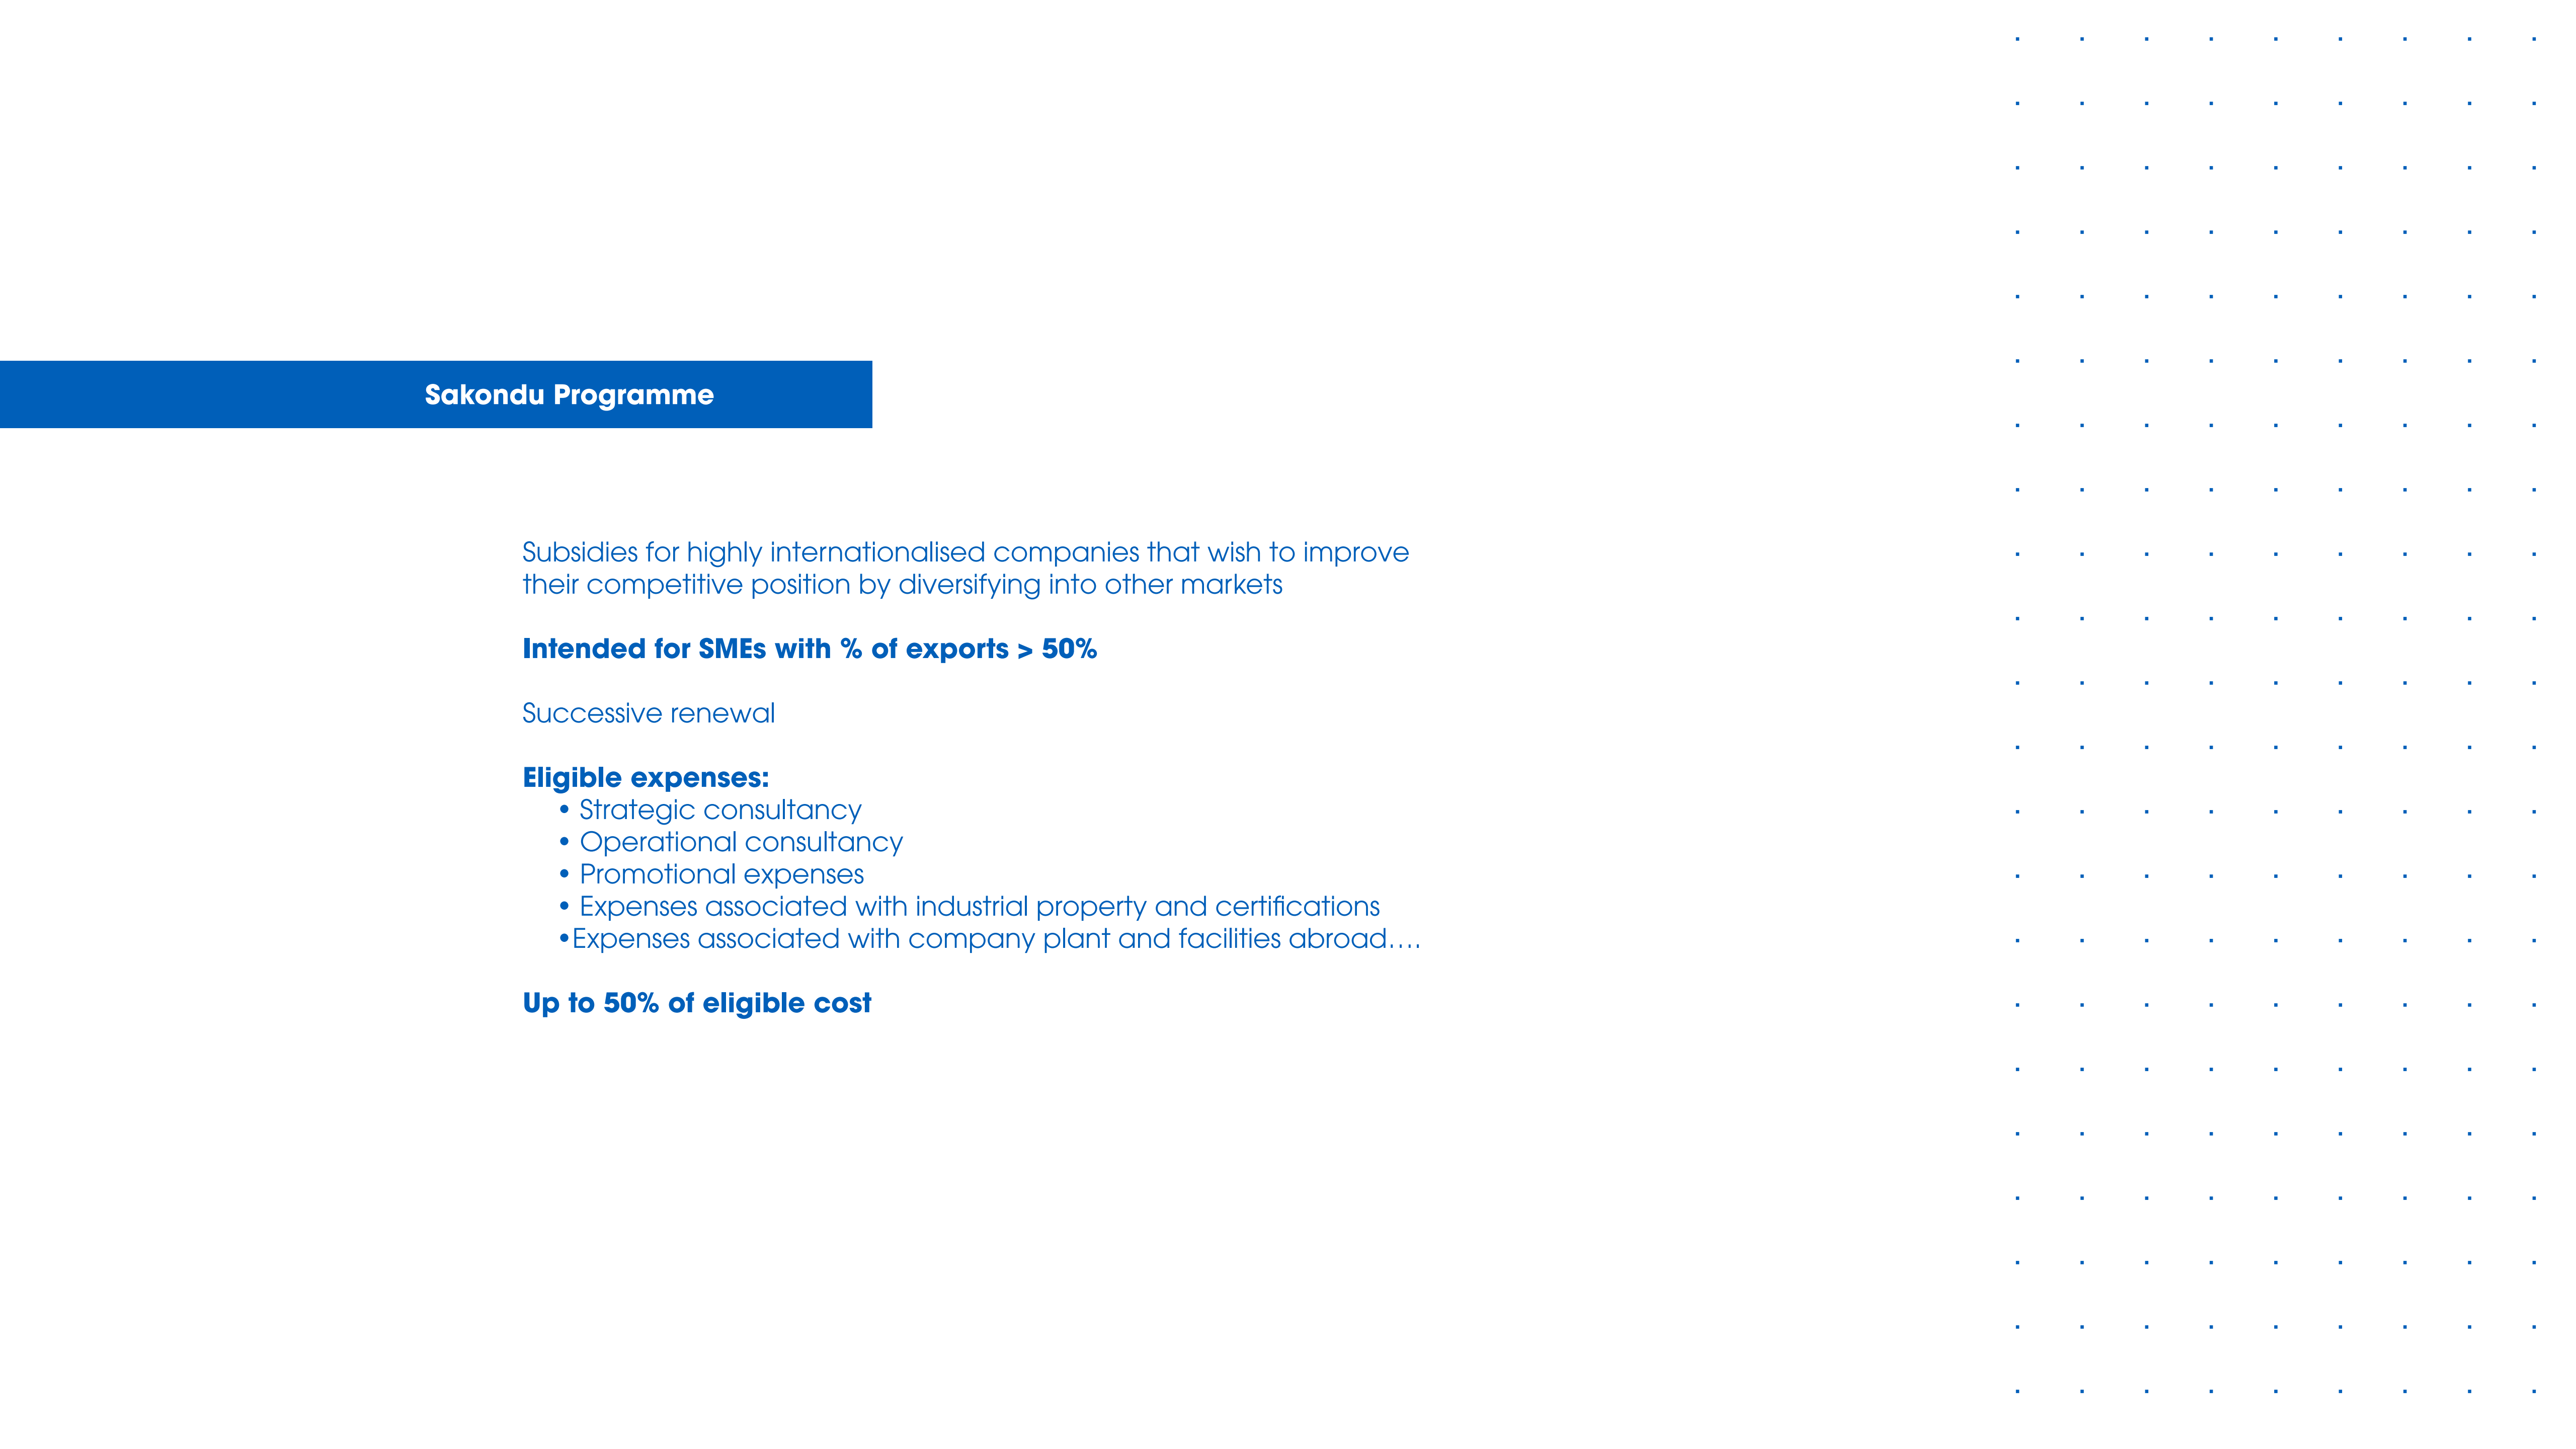 Sakondu Programme
Subsidies for highly internationalised companies that wish to improve
their competitive position by diversifying into other markets
Intended for SMEs with % of exports > 50%
Successive renewal
Eligible expenses:
• Strategic consultancy
• Operational consultancy
• Promotional expenses
• Expenses associated with industrial property and certifications
•Expenses associated with company plant and facilities abroad….
Up to 50% of eligible cost